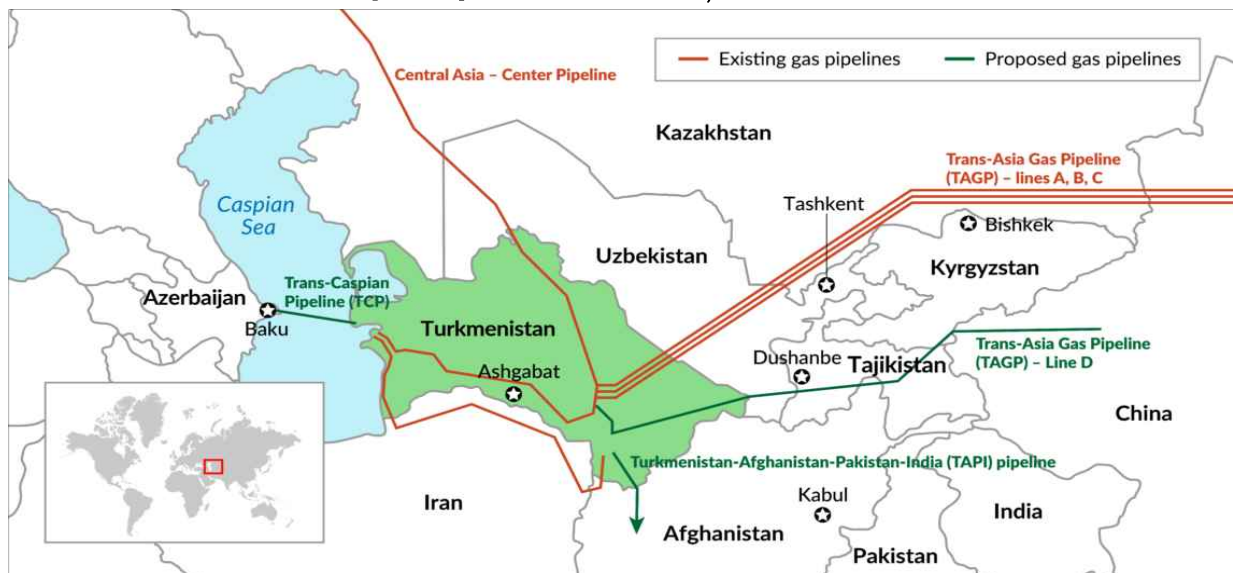 Existing gas pipelines
Proposed gas pipelines
Central Asia – Center Pipeline
Kazakhstan
Trans-Asia Gas Pipeline
(TAGP) – lines A, B, C
Tashkent
Caspian
Sea
Bishkek
Uzbekistan
Kyrgyzstan
Trans-Caspian
Pipeline (TCP)
Azerbaijan
Baku
Turkmenistan
Trans-Asia Gas Pipeline
(TAGP) – Line D
Dushanbe
Tajikistan
Ashgabat
China
Turkmenistan-Afghanistan-Pakistan-India (TAPI) pipeline
Iran
Kabul
India
Afghanistan
Pakistan